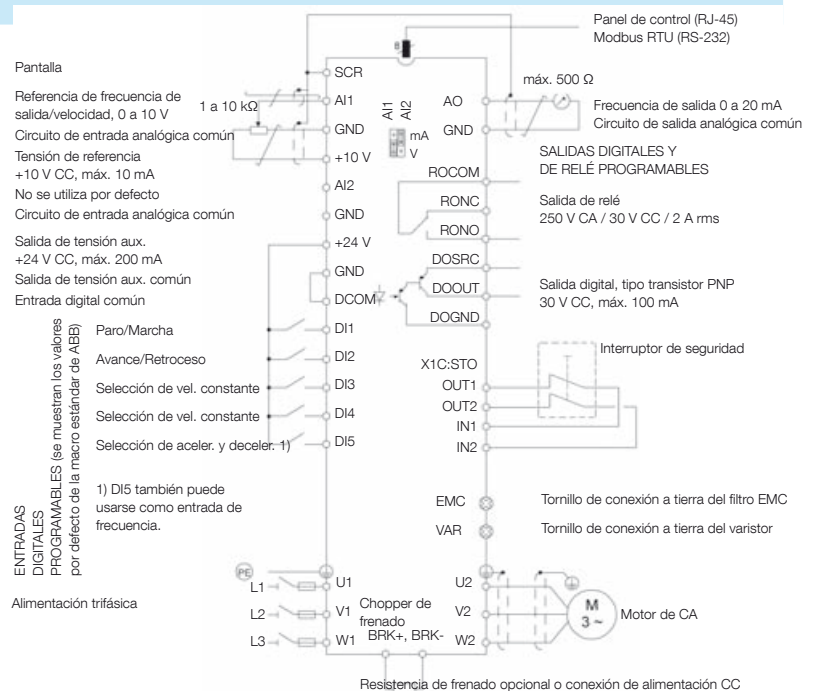 Panel de control (RJ-45)
Modbus RTU (RS-232)
Pantalla
SCR
máx. 500 Ω
Referencia de frecuencia de
salida/velocidad, 0 a 10 V
1 a 10 kΩ
AI1
AI1
AI2
AO
Frecuencia de salida 0 a 20 mA
Circuito de entrada analógica común
GND
mA
V
GND
Circuito de salida analógica común
Tensión de referencia
+10 V CC, máx. 10 mA
+10 V
SALIDAS DIGITALES Y
DE RELÉ PROGRAMABLES
ROCOM
No se utiliza por defecto
AI2
RONC
Salida de relé
250 V CA / 30 V CC / 2 A rms
Circuito de entrada analógica común
GND
RONO
Salida de tensión aux.
+24 V CC, máx. 200 mA
+24 V
DOSRC
Salida de tensión aux. común
GND
DOOUT
Salida digital, tipo transistor PNP
30 V CC, máx. 100 mA
Entrada digital común
DCOM
DOGND
ENTRADAS
DIGITALES
PROGRAMABLES (se muestran los valores
por defecto de la macro estándar de ABB)
Paro/Marcha
DI1
Avance/Retroceso
DI2
Selección de vel. constante
DI3
Selección de vel. constante
DI4
Selección de aceler. y deceler. 1)
DI5
Interruptor de seguridad
X1C:STO
OUT1
OUT2
IN1
IN2
1) DI5 también puede
usarse como entrada de
frecuencia.
EMC
Tornillo de conexión a tierra del filtro EMC
VAR
Tornillo de conexión a tierra del varistor
PE
Alimentación trifásica
L1
U1
U2
L2
V1
Chopper de
frenado
V2
M
3 ~
Motor de CA
L3
W1
BRK+, BRK-
W2
Resistencia de frenado opcional o conexión de alimentación CC